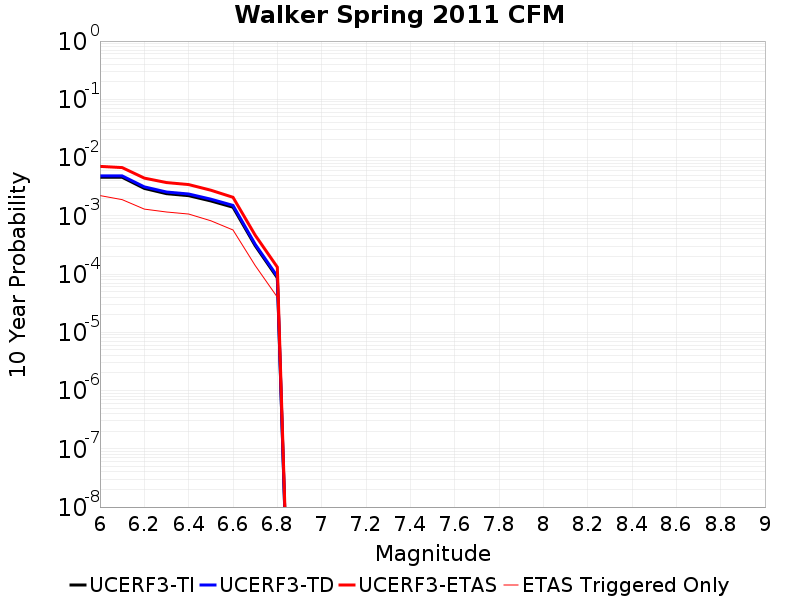 Walker Spring 2011 CFM
10 Year Probability
10^0
10^-1
10^-2
10^-3
10^-4
10^-5
10^-6
10^-7
10^-8
6 6.2 6.4 6.6 6.8 7 7.2 7.4 7.6 7.8 8 8.2 8.4 8.6 8.8 9
Magnitude
UCERF3-TI UCERF3-TD UCERF3-ETAS ETAS Triggered Only